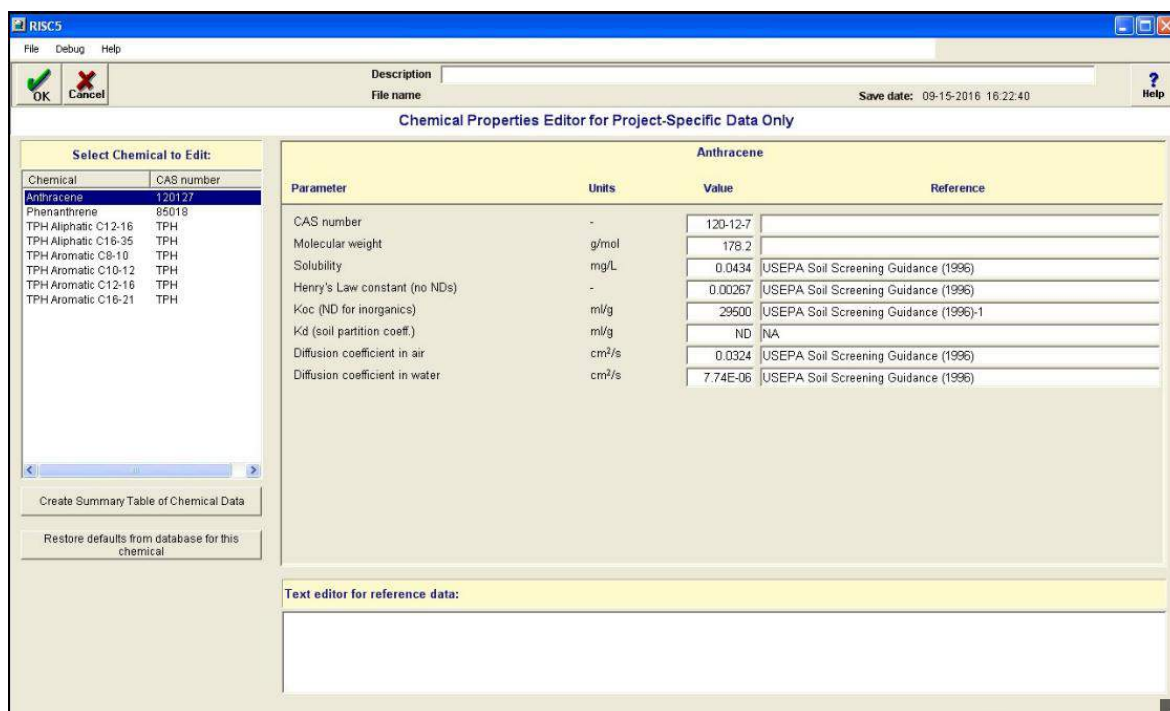 RISC5
File Debug Help
OK Cancel Description
File name Save date: 09-15-2016 16:22:40 Help
Chemical Properties Editor for Project-Specific Data Only
Select Chemical to Edit:
Chemical CAS number
Anthracene 120127
Phenanthrene 85018
TPH Aliphatic C12-16 TPH
TPH Aliphatic C16-35 TPH
TPH Aromatic C8-10 TPH
TPH Aromatic C10-12 TPH
TPH Aromatic C12-16 TPH
TPH Aromatic C16-21 TPH
Create Summary Table of Chemical Data
Restore defaults from database for this
chemical
Anthracene
Parameter Units Value Reference
CAS number - 120-12-7
Molecular weight g/mol 178.2
Solubility mg/L 0.0434 USEPA Soil Screening Guidance (1996)
Henry's Law constant (no NDs) - 0.00267 USEPA Soil Screening Guidance (1996)
Koc (ND for inorganics) ml/g 29500 USEPA Soil Screening Guidance (1996)-1
Kd (soil partition coeff.) ml/g ND NA
Diffusion coefficient in air cm²/s 0.0324 USEPA Soil Screening Guidance (1996)
Diffusion coefficient in water cm²/s 7.74E-06 USEPA Soil Screening Guidance (1996)
Text editor for reference data: